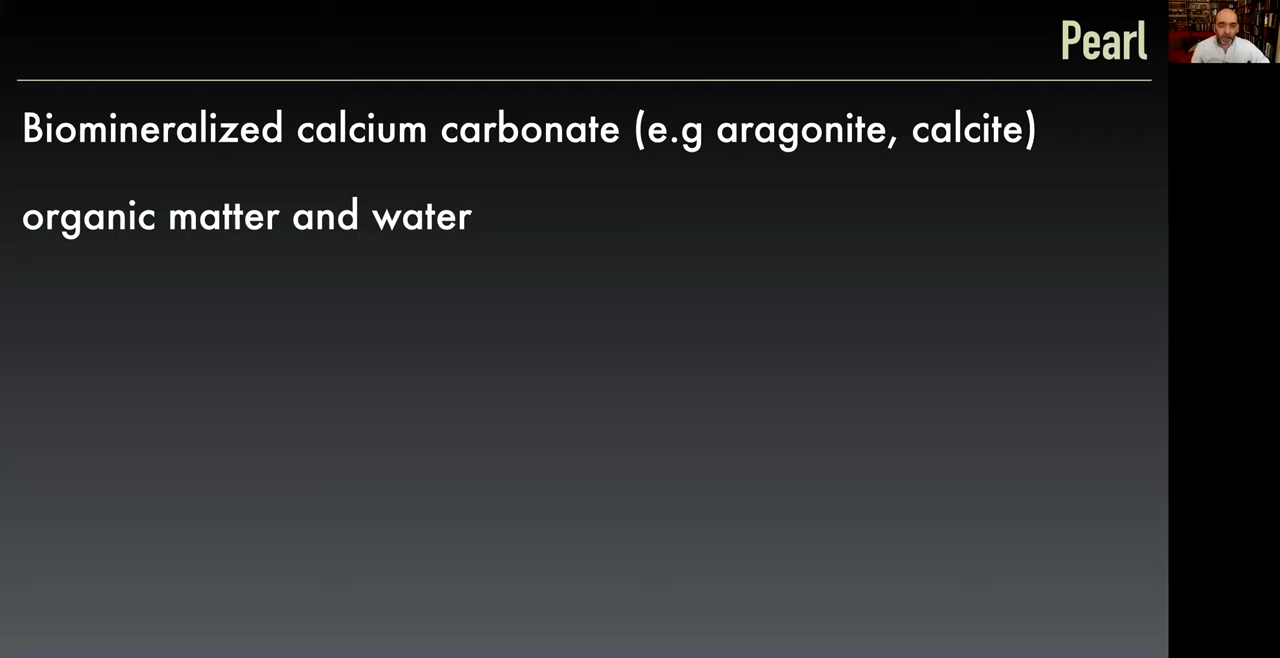 Pearl
Biomineralized calcium carbonate (e.g aragonite, calcite)
organic matter and water